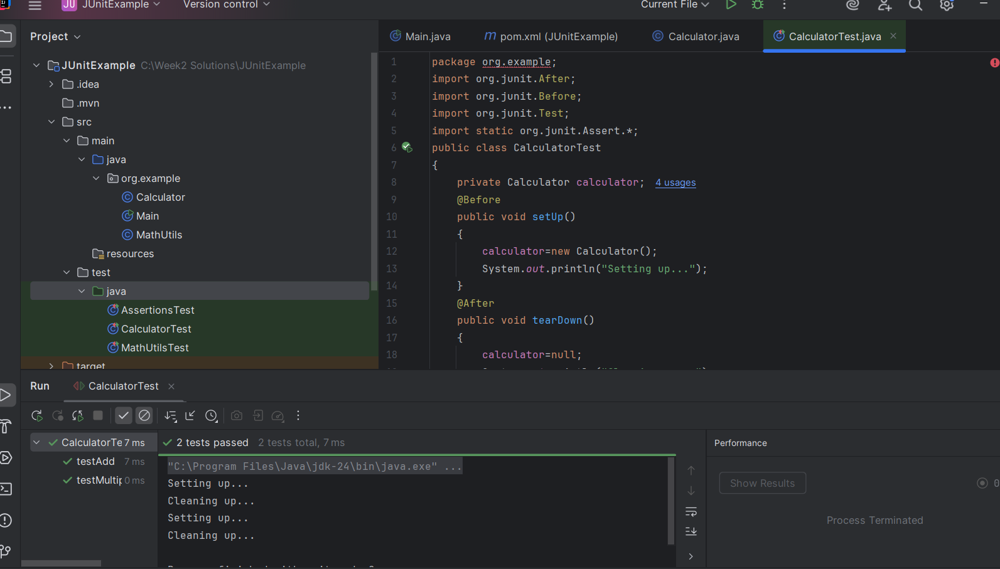 JU JUnitExample Version control Current File
Project
JUnitExample C:\Week2 Solutions\JUnitExample
.idea
.mvn
src
main
java
org.example
Calculator
Main
MathUtils
resources
test
java
AssertionsTest
CalculatorTest
MathUtilsTest
target
Main.java pom.xml (JUnitExample) Calculator.java CalculatorTest.java
1 package org.example;
2 import org.junit.After;
3 import org.junit.Before;
4 import org.junit.Test;
5 import static org.junit.Assert.*;
6 public class CalculatorTest
7 {
8 private Calculator calculator; 4 usages
9 @Before
10 public void setUp()
11 {
12 calculator=new Calculator();
13 System.out.println("Setting up...");
14 }
15 @After
16 public void tearDown()
17 {
18 calculator=null;
Run CalculatorTest
CalculatorTe 7 ms
testAdd 7 ms
testMultip 0 ms
2 tests passed 2 tests total, 7 ms
"C:\Program Files\Java\jdk-24\bin\java.exe" ...
Setting up...
Cleaning up...
Setting up...
Cleaning up...
Performance
Show Results
Process Terminated